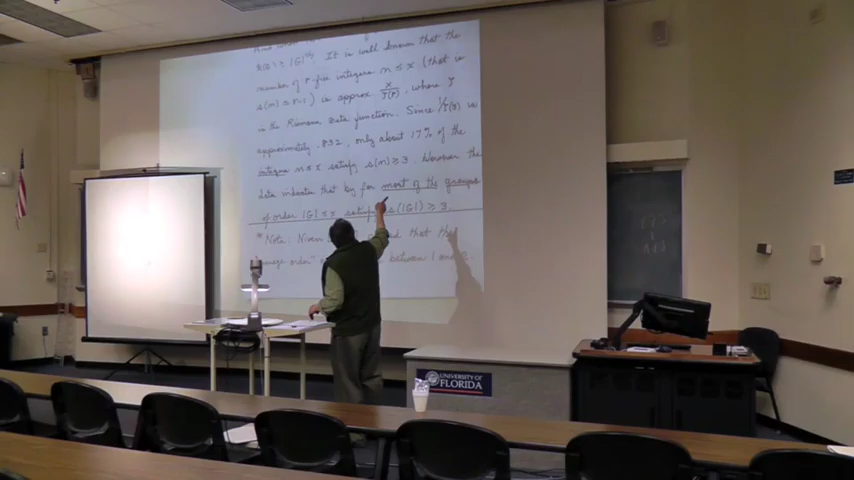 It is well known that the
number of r-free integers n ≤ x (that is
s(n) ≤ r-1) is approx x/ζ(r), where ζ
is the Riemann zeta function. Since 1/ζ(3) is
approximately .832, only about 17% of the
integers n ≤ x satisfy s(n) ≥ 3. However the
data indicates that by far most of the groups
of order |G| ≤ x satisfy s(|G|) ≥ 3.
* Note: Niven that the
order" between 1 and
UNIVERSITY OF
FLORIDA